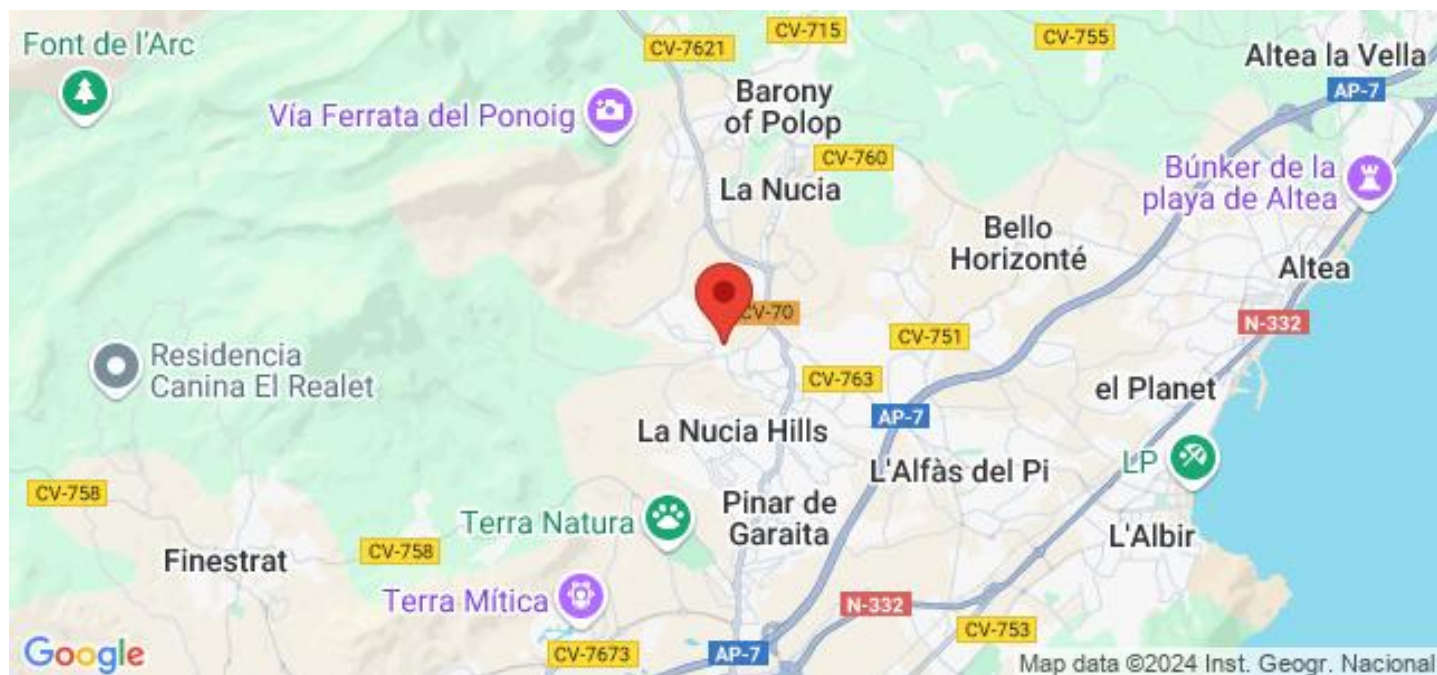 Font de l'Arc
CV-7621
CV-715
CV-755
Altea la Vella
AP-7
Vía Ferrata del Ponoig
Barony
of Polop
CV-760
La Nucia
Búnker de la
playa de Altea
Bello
Horizonté
Altea
CV-70
N-332
CV-751
Residencia
Canina El Realet
CV-763
el Planet
AP-7
La Nucia Hills
L'Alfàs del Pi
LP
CV-758
Terra Natura
Pinar de
Garaita
L'Albir
Finestrat
CV-758
Terra Mítica
N-332
CV-753
Google
CV-7673
AP-7
Map data ©2024 Inst. Geogr. Nacional